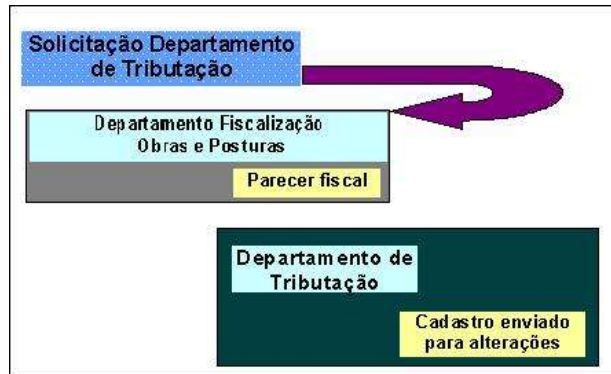 Solicitação Departamento
de Tributação
Departamento Fiscalização
Obras e Posturas
Parecer fiscal
Departamento de
Tributação
Cadastro enviado
para alterações